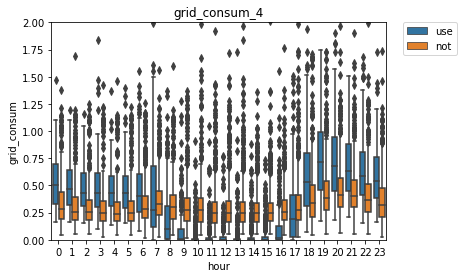 grid_consum_4
use
not
2.00
1.75
1.50
1.25
1.00
0.75
0.50
0.25
0.00
grid_consum
0 1 2 3 4 5 6 7 8 9 10 11 12 13 14 15 16 17 18 19 20 21 22 23
hour